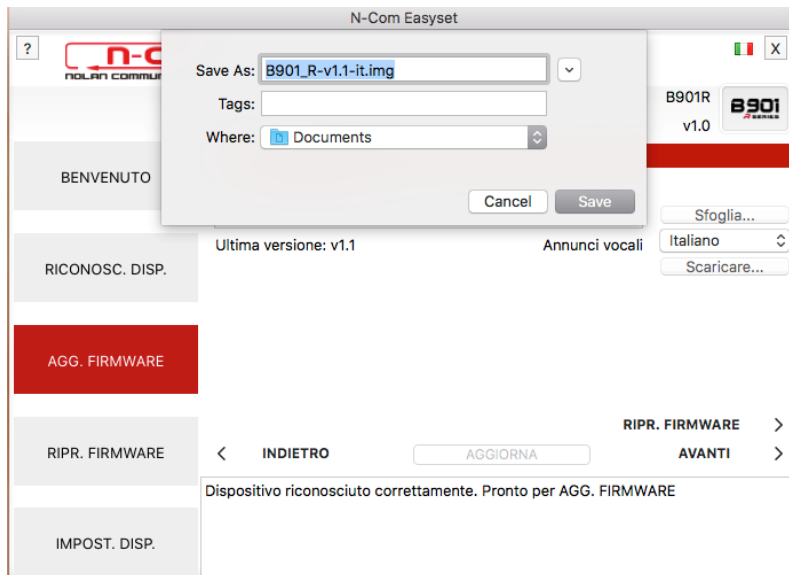 N-Com Easyset
?
X
n-C
NOLAN COMMUN
Save As: B901_R-v1.1-it.img
Tags:
Where: Documents
Cancel Save
B901R
v1.0
B901
R SERIES
BENVENUTO
Sfoglia...
Ultima versione: v1.1 Annunci vocali Italiano
Scaricare...
RICONOSC. DISP.
AGG. FIRMWARE
RIPR. FIRMWARE >
RIPR. FIRMWARE
< INDIETRO AGGIORNA AVANTI >
Dispositivo riconosciuto correttamente. Pronto per AGG. FIRMWARE
IMPOST. DISP.